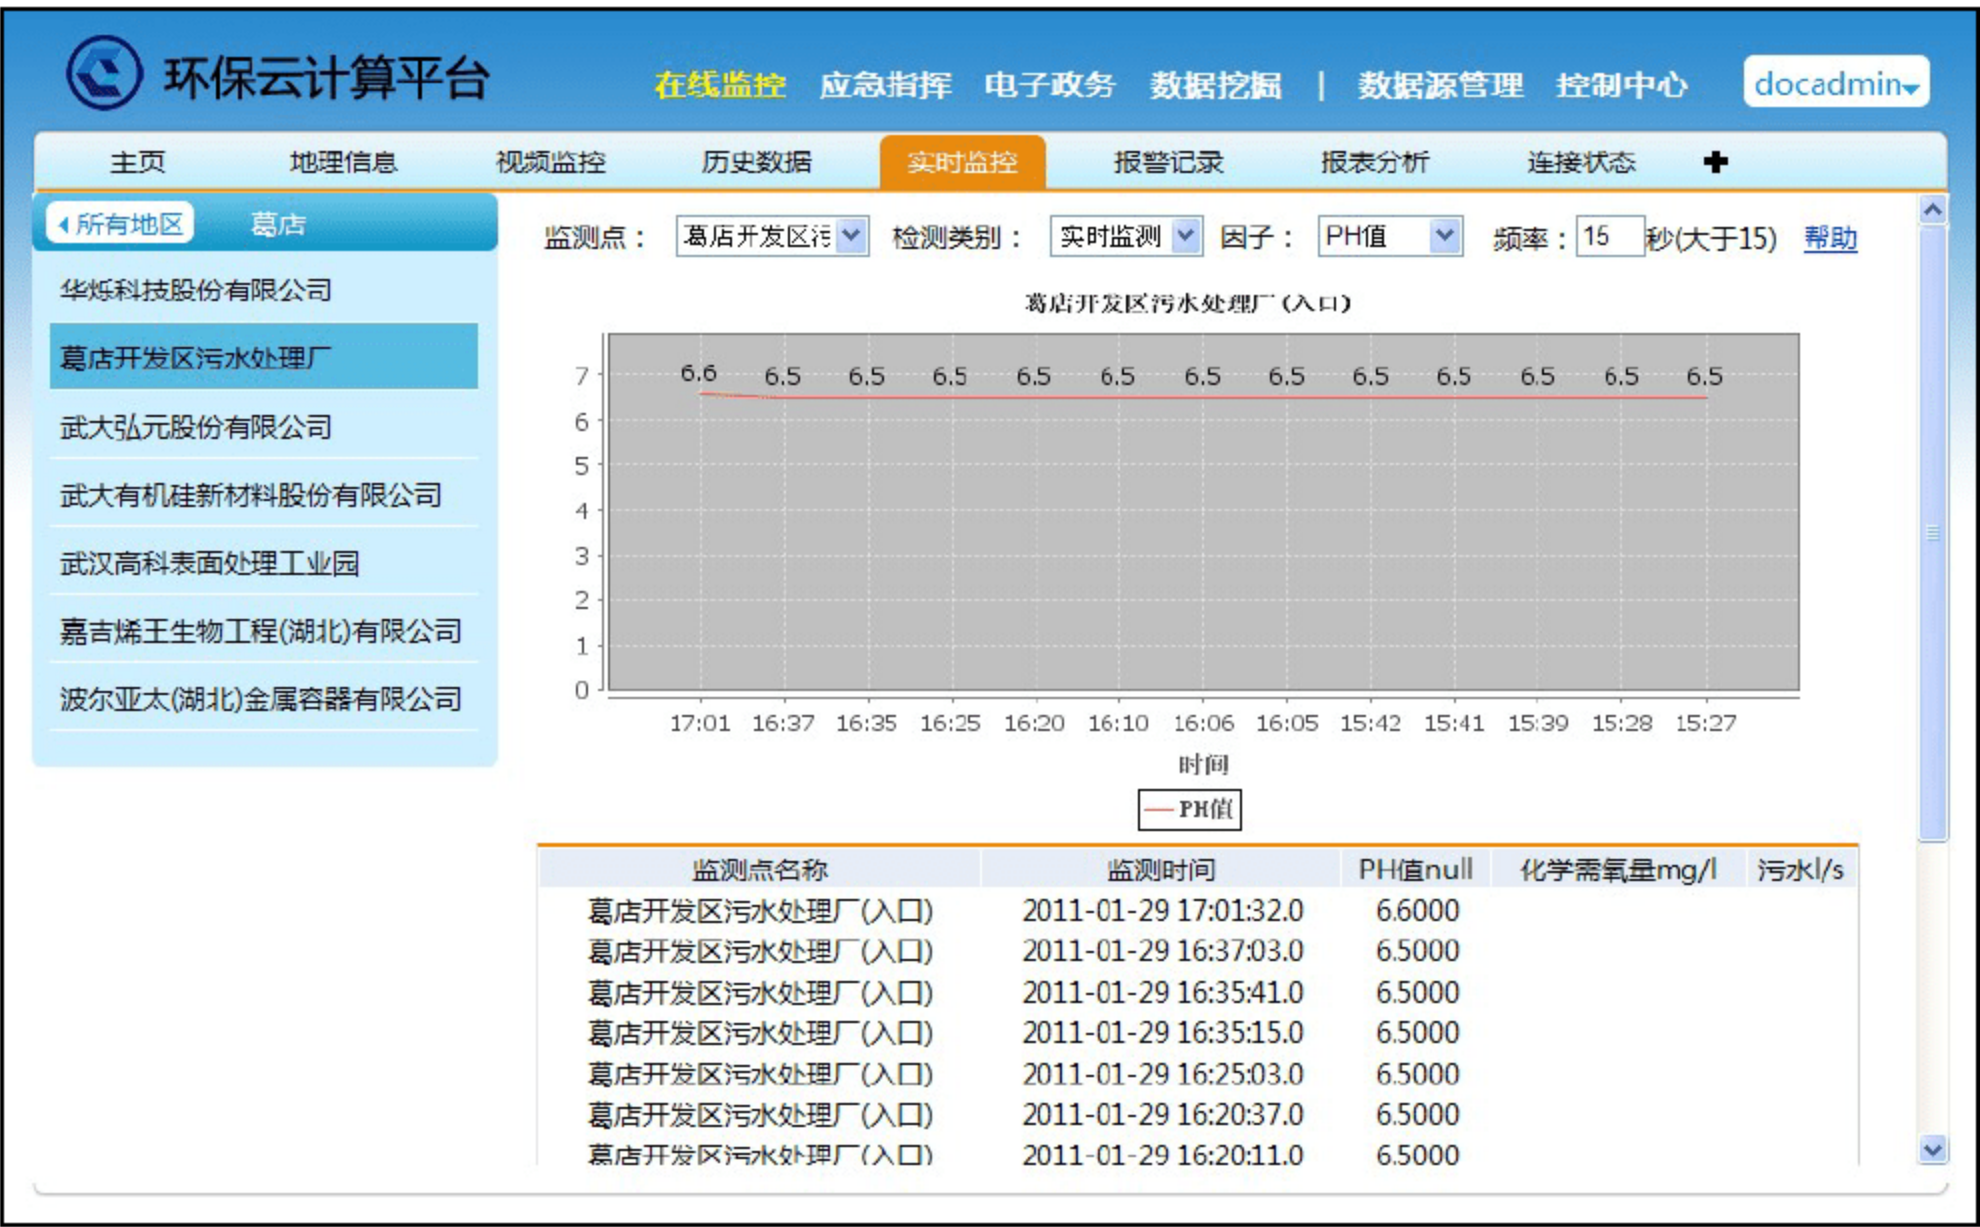 环保云计算平台
在线监控 应急指挥 电子政务 数据挖掘 | 数据源管理 控制中心 docadmin
主页 地理信息 视频监控 历史数据 实时监控 报警记录 报表分析 连接状态
所有地区 葛店
华烁科技股份有限公司
葛店开发区污水处理厂
武大弘元股份有限公司
武大有机硅新材料股份有限公司
武汉高科表面处理工业园
嘉吉烯王生物工程(湖北)有限公司
波尔亚太(湖北)金属容器有限公司
监测点： 葛店开发区污 检测类别： 实时监测 因子： PH值 频率：15 秒(大于15) 帮助
葛店开发区污水处理厂(入口)
6.6 6.5 6.5 6.5 6.5 6.5 6.5 6.5 6.5 6.5 6.5 6.5 6.5
7
6
5
4
3
2
1
0
17:01 16:37 16:35 16:25 16:20 16:10 16:06 16:05 15:42 15:41 15:39 15:28 15:27
时间
PH值
监测点名称 监测时间 PH值null 化学需氧量mg/l 污水l/s
葛店开发区污水处理厂(入口) 2011-01-29 17:01:32.0 6.6000
葛店开发区污水处理厂(入口) 2011-01-29 16:37:03.0 6.5000
葛店开发区污水处理厂(入口) 2011-01-29 16:35:41.0 6.5000
葛店开发区污水处理厂(入口) 2011-01-29 16:35:15.0 6.5000
葛店开发区污水处理厂(入口) 2011-01-29 16:25:03.0 6.5000
葛店开发区污水处理厂(入口) 2011-01-29 16:20:37.0 6.5000
葛店开发区污水处理厂(入口) 2011-01-29 16:20:11.0 6.5000